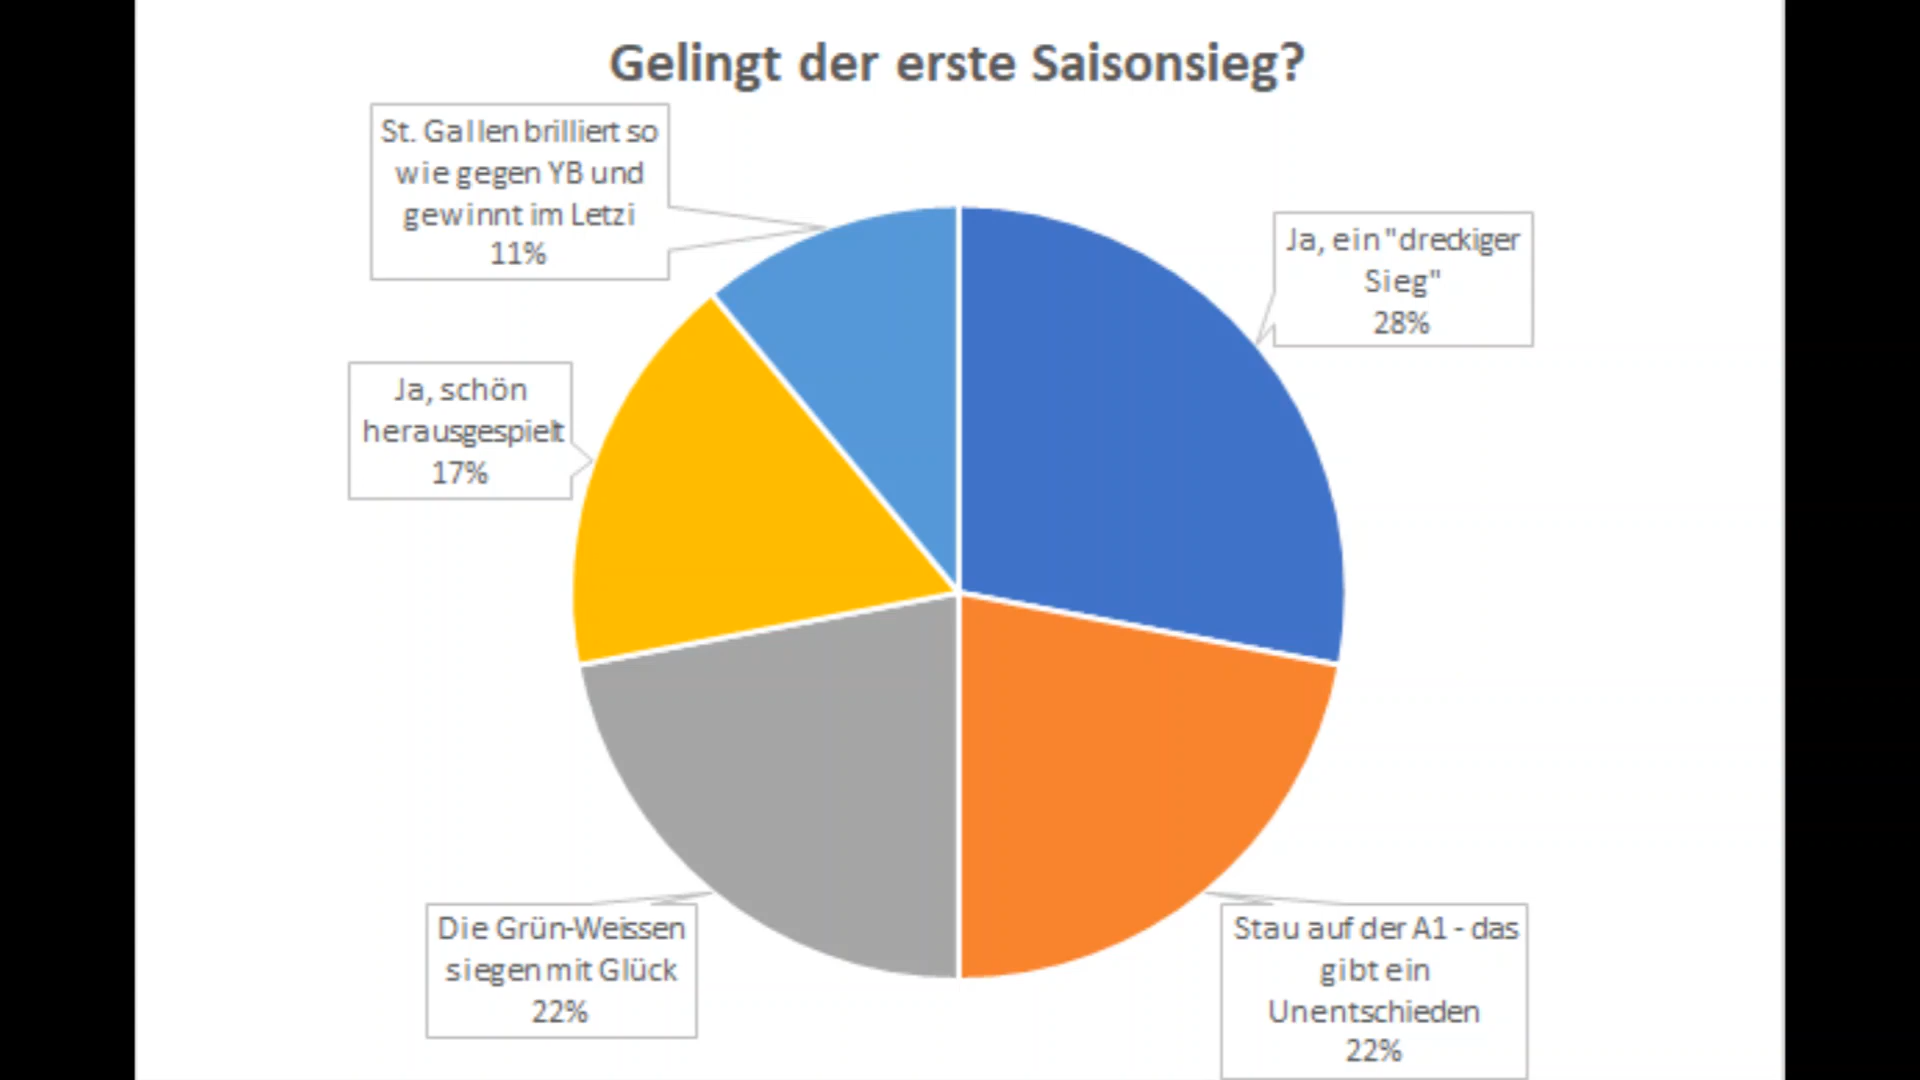 Gelingt der erste Saisonsieg?
St. Gallen brilliert so
wie gegen YB und
gewinnt im Letzi
11%
Ja, ein "dreckiger
Sieg"
28%
Ja, schön
herausgespielt
17%
Die Grün-Weissen
siegen mit Glück
22%
Stau auf der A1 - das
gibt ein
Unentschieden
22%